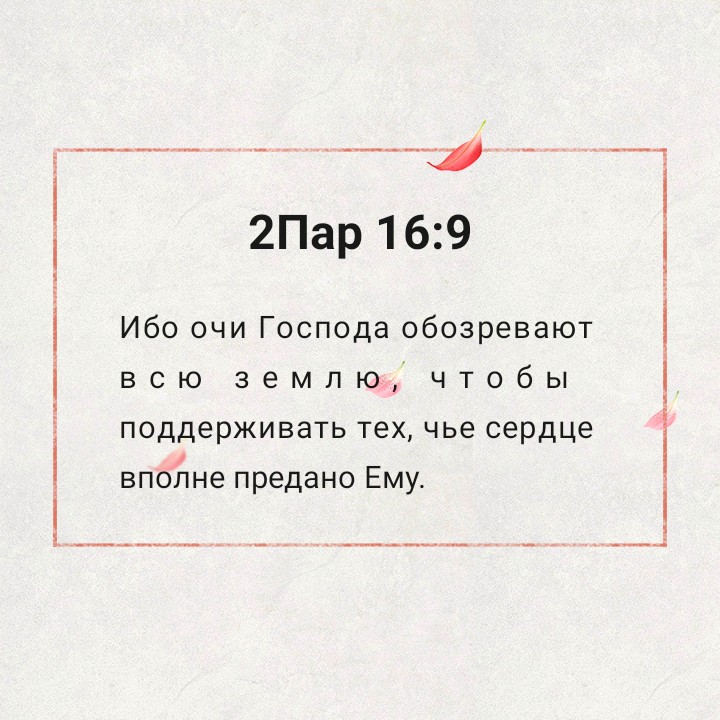 2Пар 16:9
Ибо очи Господа обозревают
всю землю, чтобы
поддерживать тех, чье сердце
вполне предано Ему.